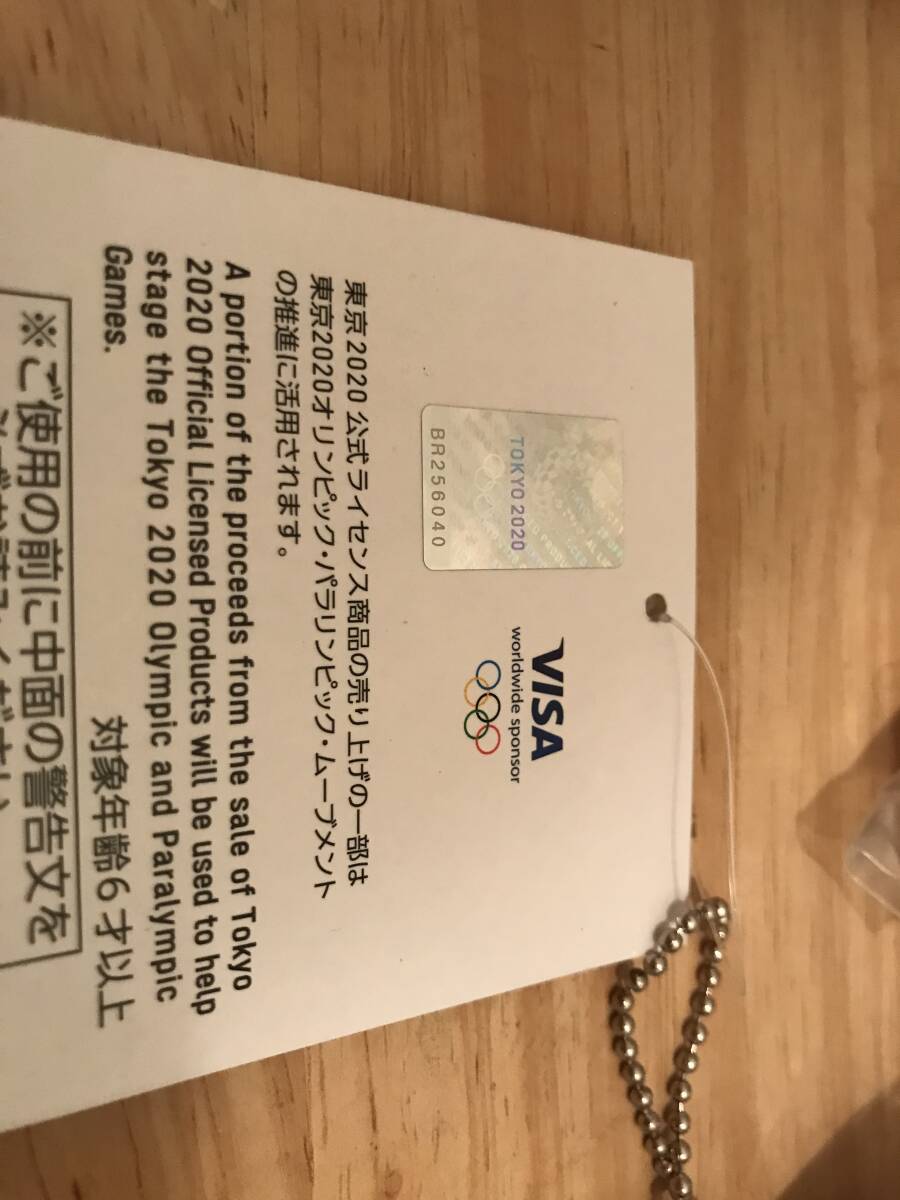 TOKYO 2020
BR256040
VISA
worldwide sponsor
東京2020公式ライセンス商品の売り上げの一部は
東京2020オリンピック・パラリンピック・ムーブメント
の推進に活用されます。
A portion of the proceeds from the sale of Tokyo
2020 Official Licensed Products will be used to help
stage the Tokyo 2020 Olympic and Paralympic
Games.
対象年齢6才以上
※ご使用の前に中面の警告文を